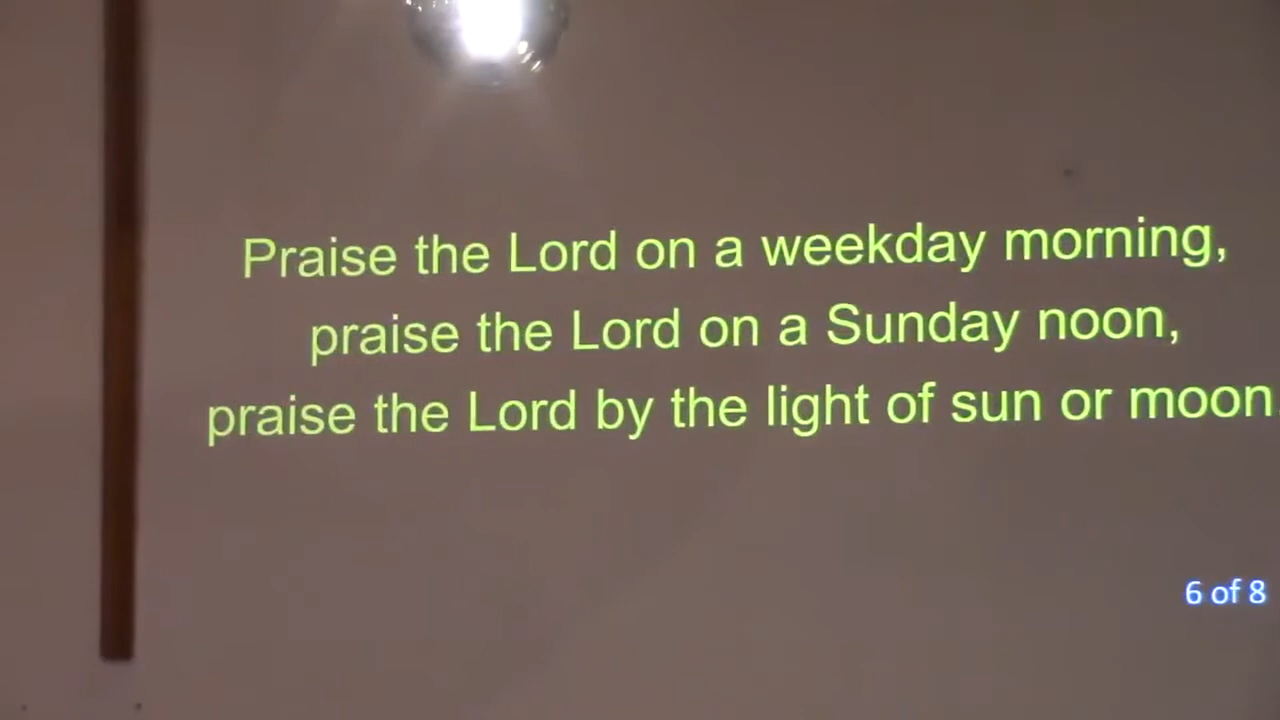 Praise the Lord on a weekday morning,
praise the Lord on a Sunday noon,
praise the Lord by the light of sun or moon
6 of 8